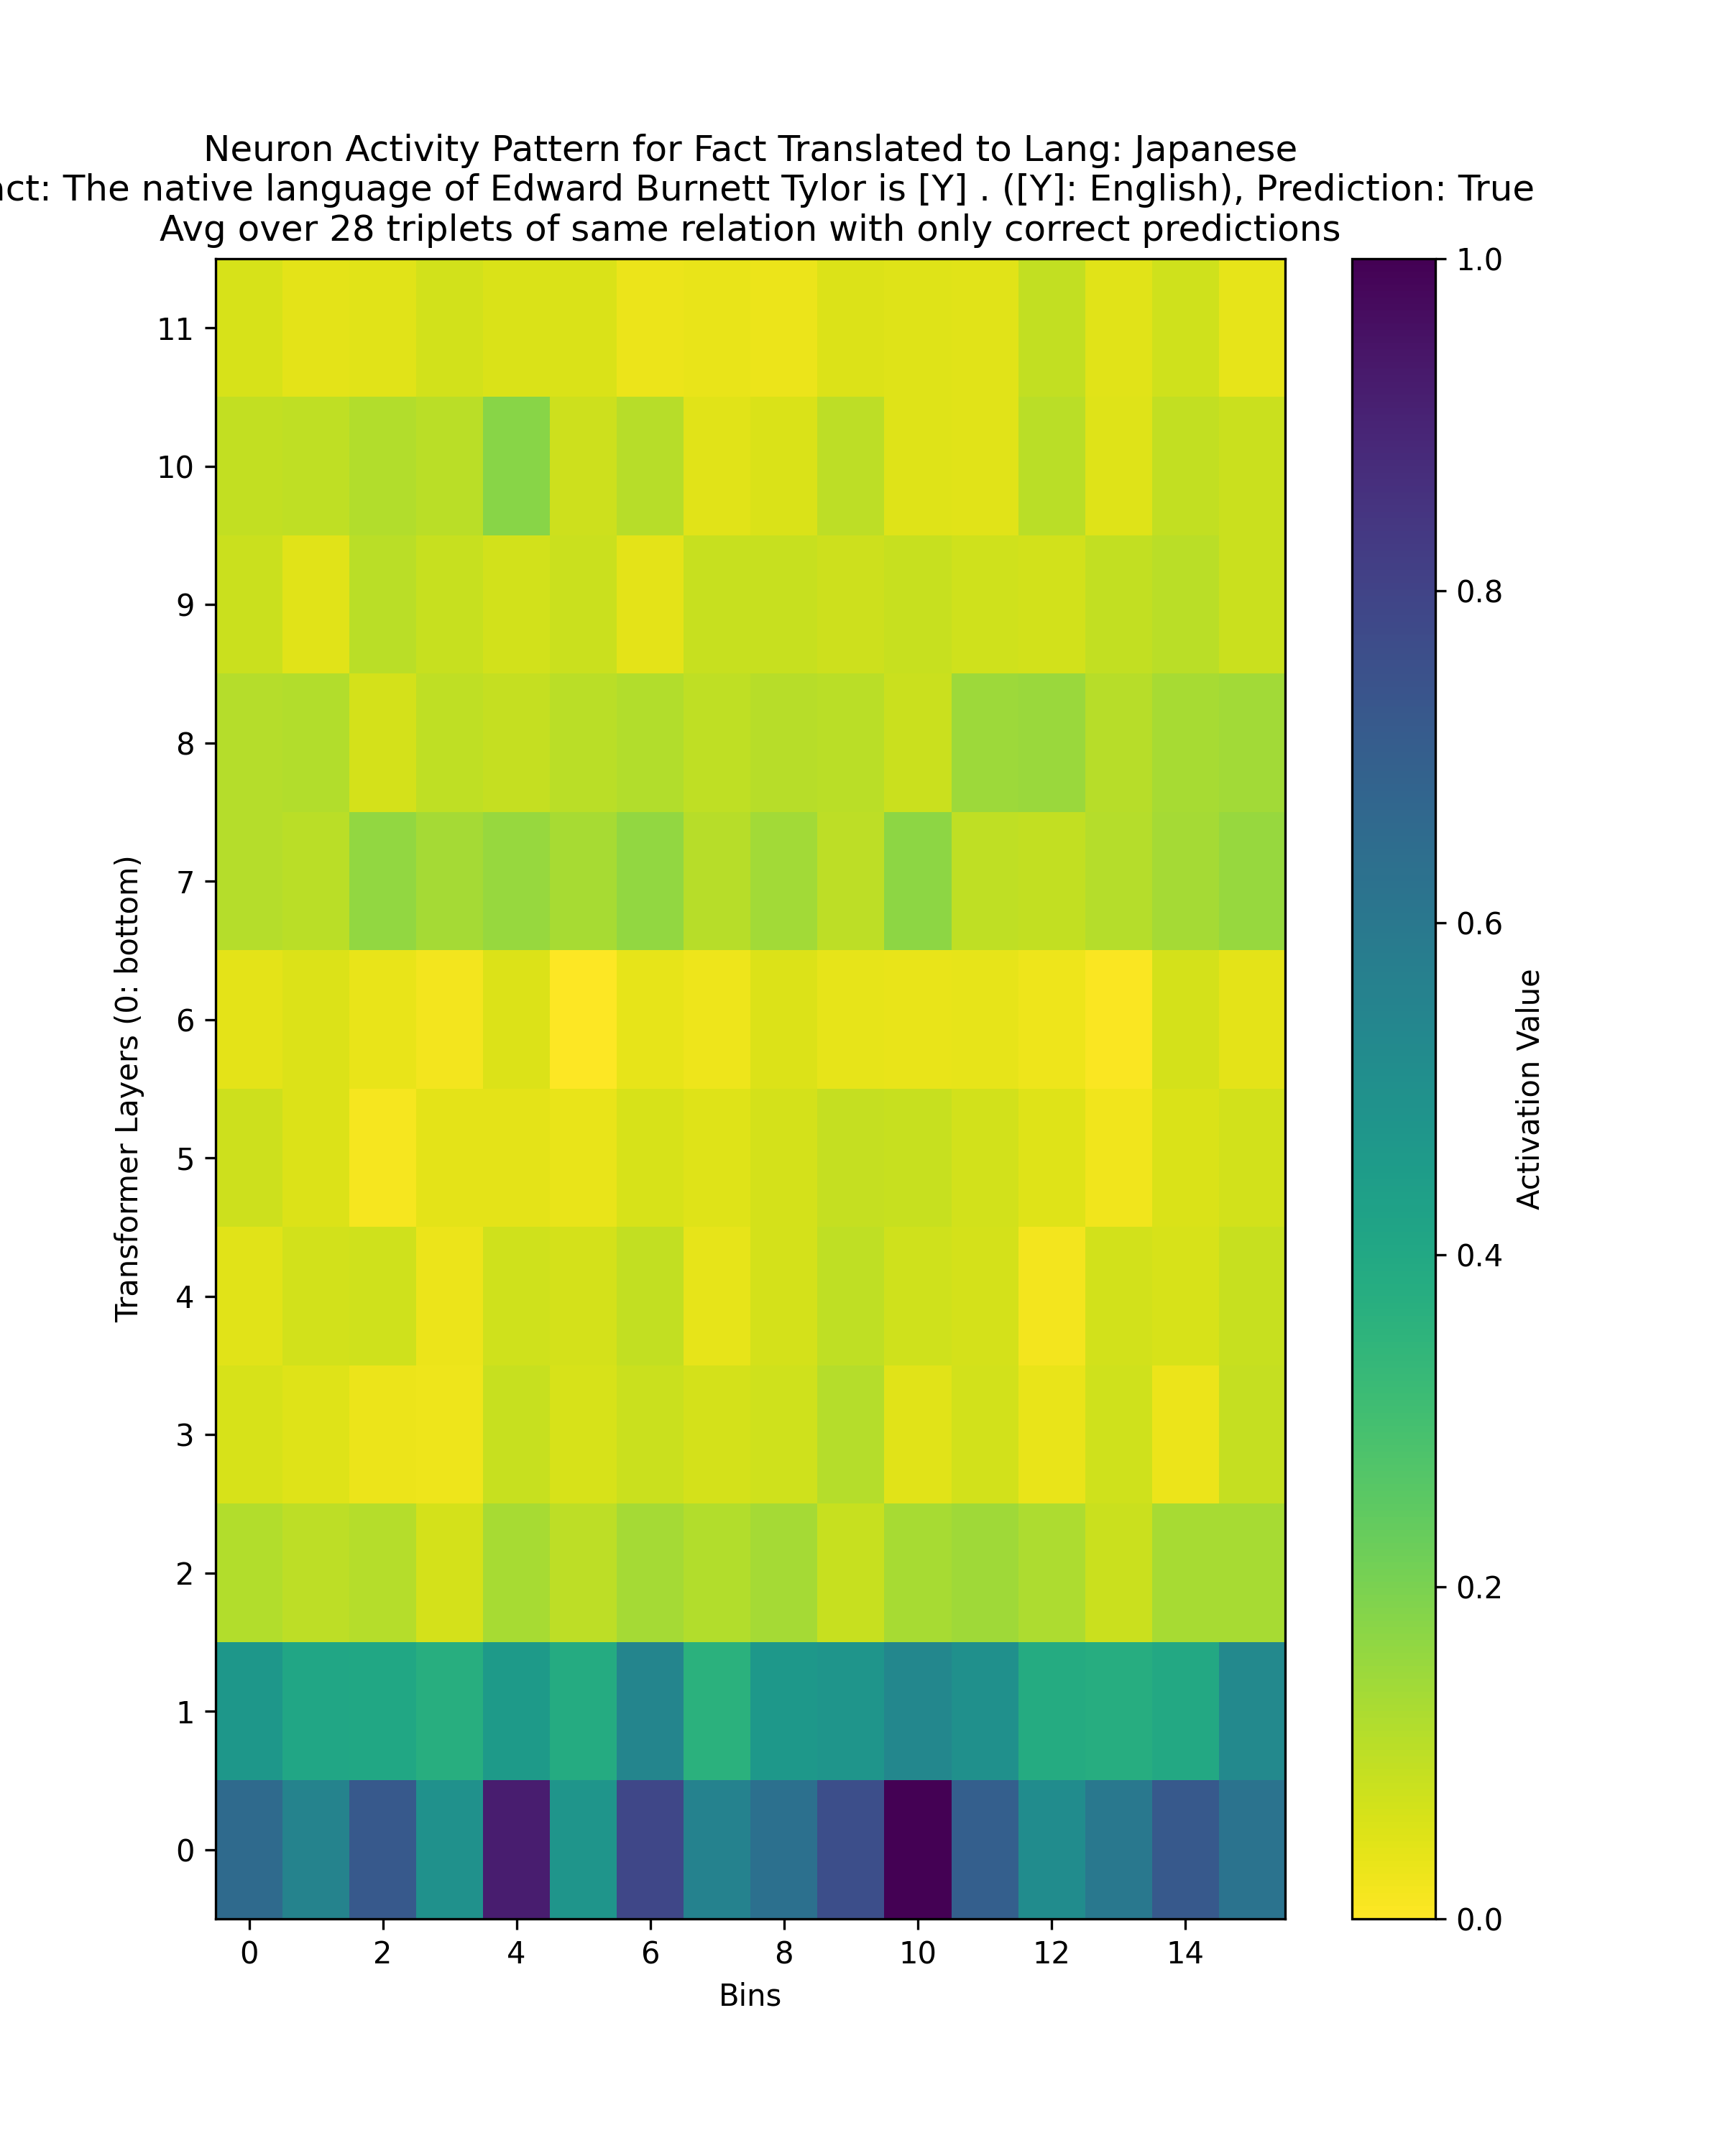 Neuron Activity Pattern for Fact Translated to Lang: Japanese
The native language of Edward Burnett Tylor is [Y] . ([Y]: English), Prediction: True
Avg over 28 triplets of same relation with only correct predictions
1.0
0.8
0.6
0.4
0.2
0.0
Activation Value
11
10
9
8
7
6
5
4
3
2
1
0
Transformer Layers (0: bottom)
0 2 4 6 8 10 12 14
Bins